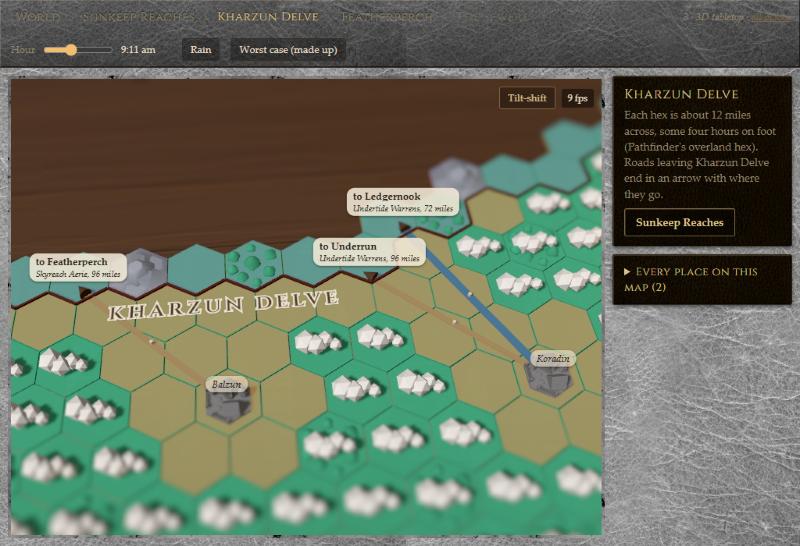 WORLD
SUNKEEP REACHES
KHARZUN DELVE
FEATHERPERCH
3 · 3D tabletop ·
Hour
9:11 am
Rain
Worst case (made up)
Tilt-shift
9 fps
to Ledgernook
Undertide Warrens, 72 miles
to Underrun
Undertide Warrens, 96 miles
to Featherperch
Skyreach Aerie, 96 miles
KHARZUN DELVE
Balzun
Koradin
KHARZUN DELVE
Each hex is about 12 miles
across, some four hours on foot
(Pathfinder's overland hex).
Roads leaving Kharzun Delve
end in an arrow with where
they go.
Sunkeep Reaches
EVERY PLACE ON THIS
MAP (2)